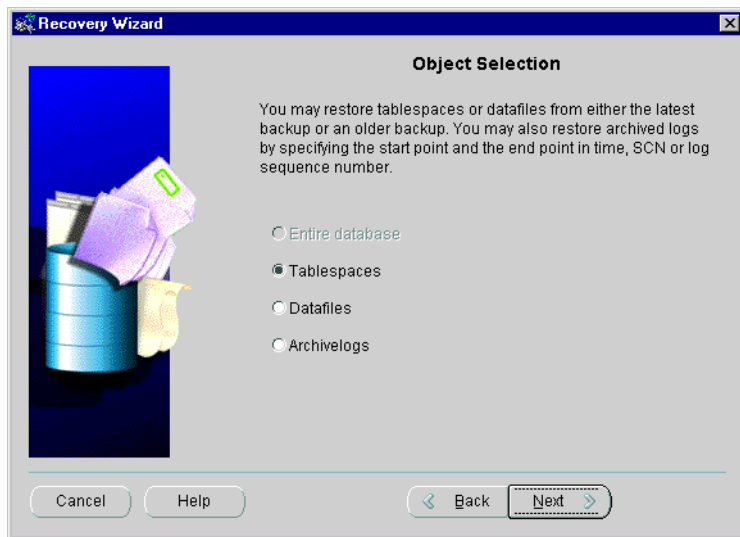 Recovery Wizard
Object Selection
You may restore tablespaces or datafiles from either the latest
backup or an older backup. You may also restore archived logs
by specifying the start point and the end point in time, SCN or log
sequence number.
Entire database
Tablespaces
Datafiles
Archivelogs
Cancel
Help
Back
Next